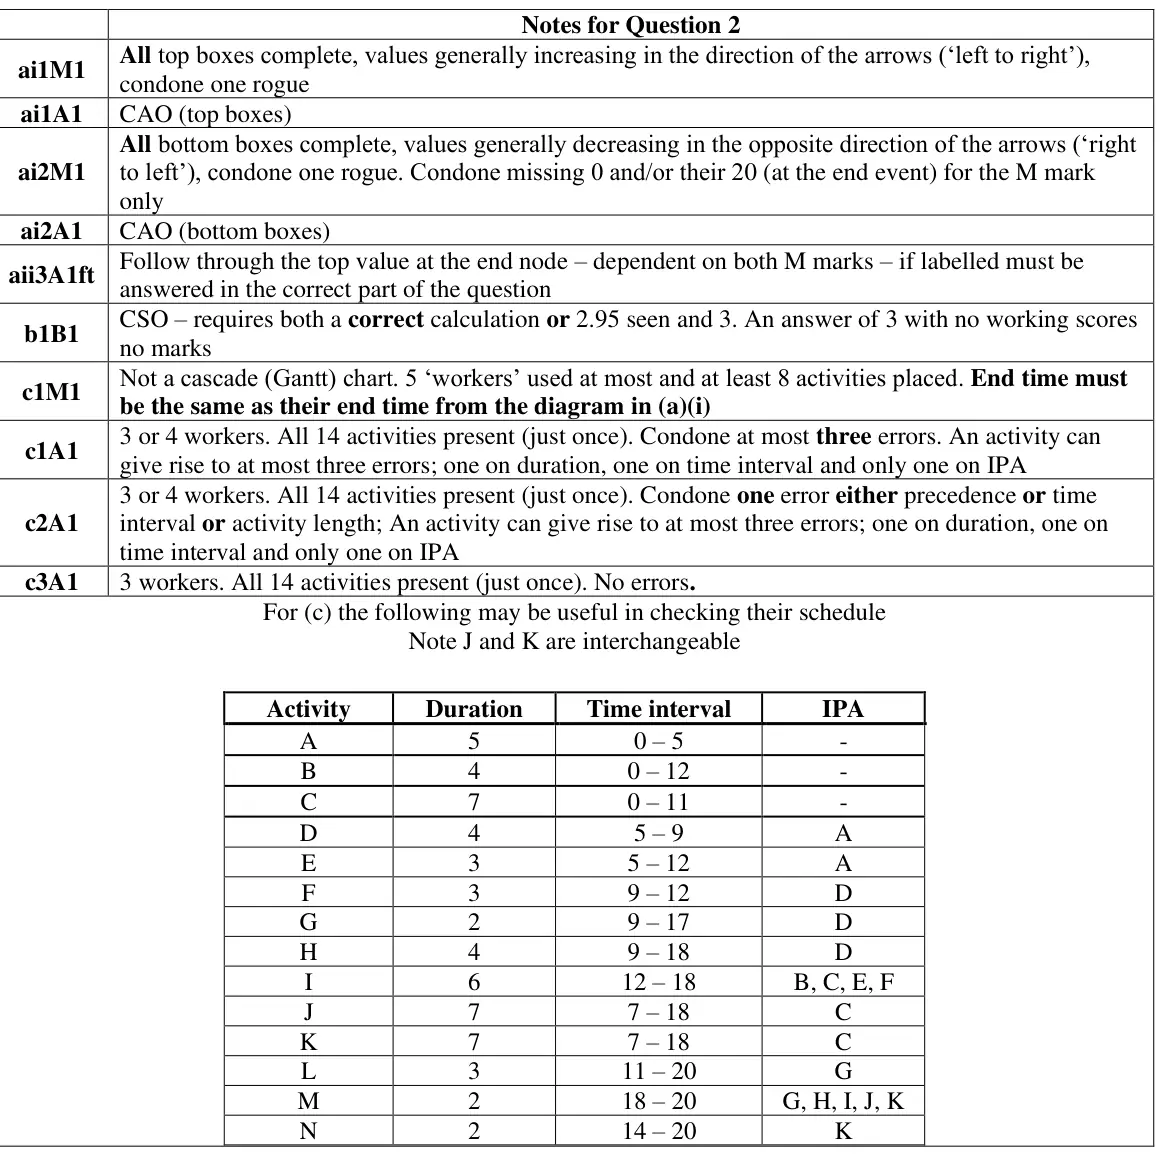 Notes for Question 2
ai1M1 All top boxes complete, values generally increasing in the direction of the arrows (‘left to right’),
condone one rogue
ai1A1 CAO (top boxes)
ai2M1 All bottom boxes complete, values generally decreasing in the opposite direction of the arrows (‘right
to left’), condone one rogue. Condone missing 0 and/or their 20 (at the end event) for the M mark
only
ai2A1 CAO (bottom boxes)
aii3A1ft Follow through the top value at the end node – dependent on both M marks – if labelled must be
answered in the correct part of the question
b1B1 CSO – requires both a correct calculation or 2.95 seen and 3. An answer of 3 with no working scores
no marks
c1M1 Not a cascade (Gantt) chart. 5 ‘workers’ used at most and at least 8 activities placed. End time must
be the same as their end time from the diagram in (a)(i)
c1A1 3 or 4 workers. All 14 activities present (just once). Condone at most three errors. An activity can
give rise to at most three errors; one on duration, one on time interval and only one on IPA
c2A1 3 or 4 workers. All 14 activities present (just once). Condone one error either precedence or time
interval or activity length; An activity can give rise to at most three errors; one on duration, one on
time interval and only one on IPA
c3A1 3 workers. All 14 activities present (just once). No errors.
For (c) the following may be useful in checking their schedule
Note J and K are interchangeable
Activity Duration Time interval IPA
A 5 0 – 5 -
B 4 0 – 12 -
C 7 0 – 11 -
D 4 5 – 9 A
E 3 5 – 12 A
F 3 9 – 12 D
G 2 9 – 17 D
H 4 9 – 18 D
I 6 12 – 18 B, C, E, F
J 7 7 – 18 C
K 7 7 – 18 C
L 3 11 – 20 G
M 2 18 – 20 G, H, I, J, K
N 2 14 – 20 K